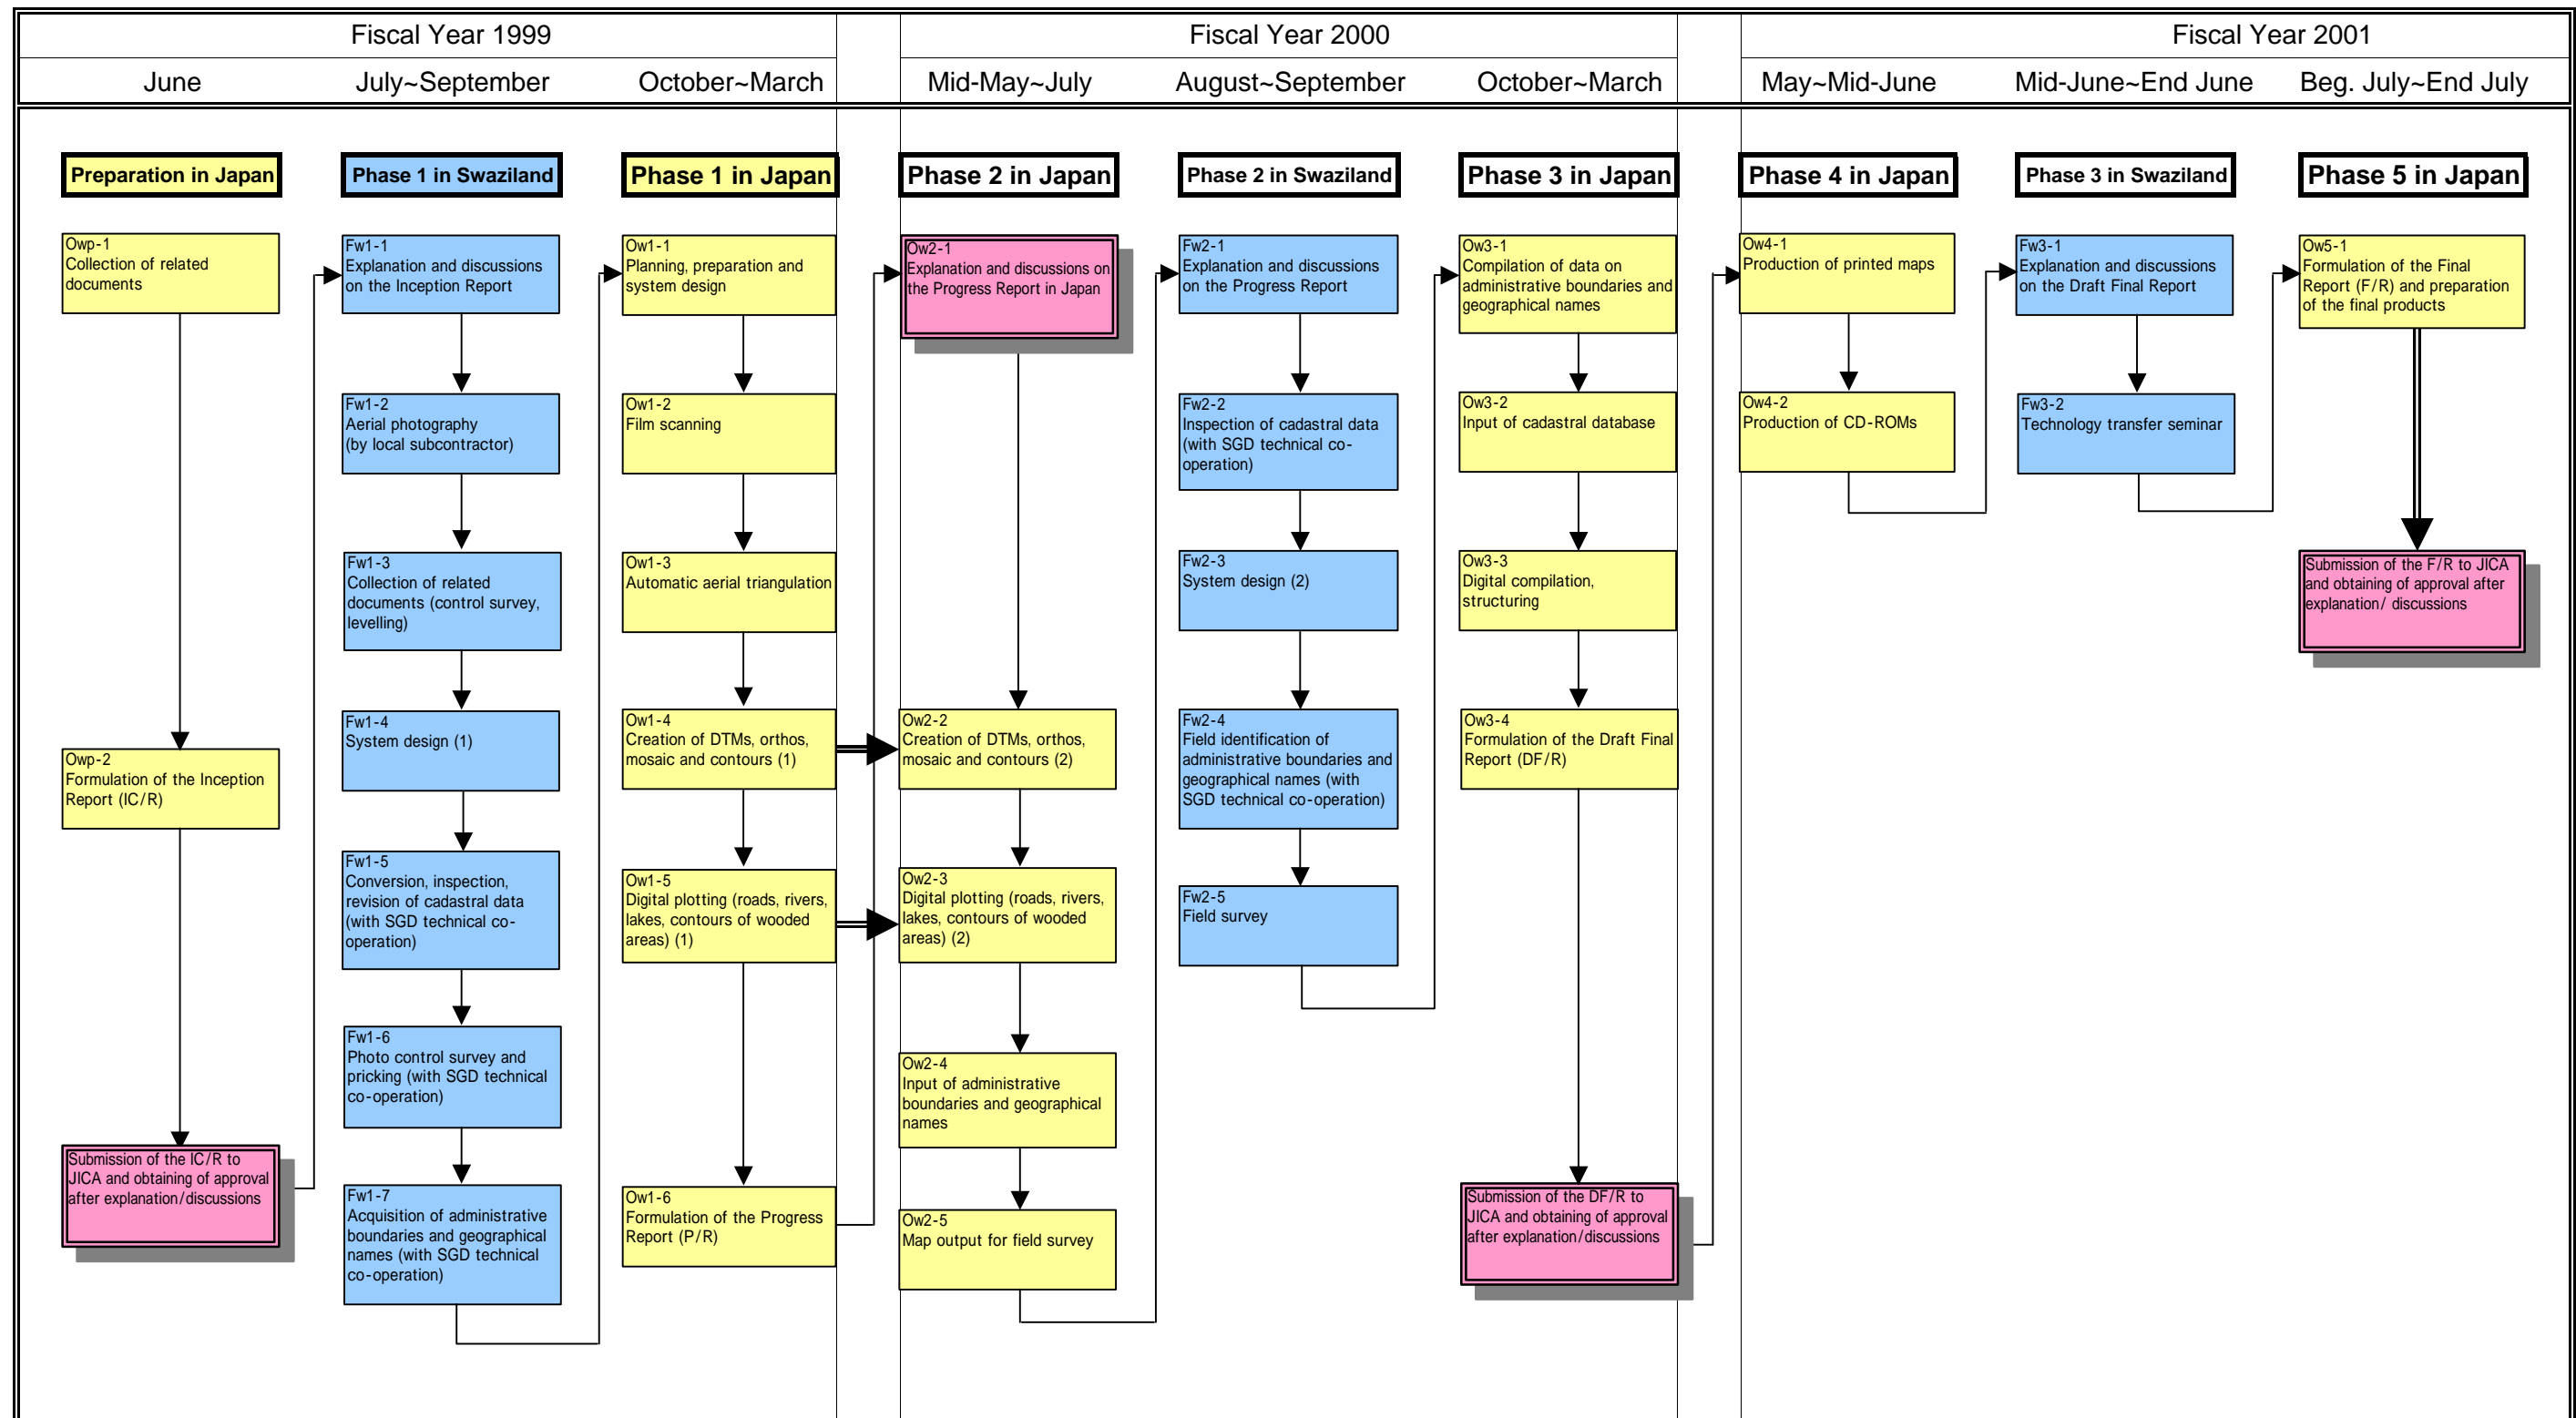 Fiscal Year 1999
Fiscal Year 2000
Fiscal Year 2001
June
July~September
October~March
Mid-May~July
August~September
October~March
May~Mid-June
Mid-June~End June
Beg. July~End July
Preparation in Japan
Phase 1 in Swaziland
Phase 1 in Japan
Phase 2 in Japan
Phase 2 in Swaziland
Phase 3 in Japan
Phase 4 in Japan
Phase 3 in Swaziland
Phase 5 in Japan
Owp-1
Collection of related
documents
Owp-2
Formulation of the Inception
Report (IC/R)
Submission of the IC/R to
JICA and obtaining of approval
after explanation/discussions
Fw1-1
Explanation and discussions
on the Inception Report
Fw1-2
Aerial photography
(by local subcontractor)
Fw1-3
Collection of related
documents (control survey,
levelling)
Fw1-4
System design (1)
Fw1-5
Conversion, inspection,
revision of cadastral data
(with SGD technical co-
operation)
Fw1-6
Photo control survey and
pricking (with SGD technical
co-operation)
Fw1-7
Acquisition of administrative
boundaries and geographical
names (with SGD technical
co-operation)
Ow1-1
Planning, preparation and
system design
Ow1-2
Film scanning
Ow1-3
Automatic aerial triangulation
Ow1-4
Creation of DTMs, orthos,
mosaic and contours (1)
Ow1-5
Digital plotting (roads, rivers,
lakes, contours of wooded
areas) (1)
Ow1-6
Formulation of the Progress
Report (P/R)
Ow2-1
Explanation and discussions on
the Progress Report in Japan
Ow2-2
Creation of DTMs, orthos,
mosaic and contours (2)
Ow2-3
Digital plotting (roads, rivers,
lakes, contours of wooded
areas) (2)
Ow2-4
Input of administrative
boundaries and geographical
names
Ow2-5
Map output for field survey
Fw2-1
Explanation and discussions
on the Progress Report
Fw2-2
Inspection of cadastral data
(with SGD technical co-
operation)
Fw2-3
System design (2)
Fw2-4
Field identification of
administrative boundaries and
geographical names (with
SGD technical co-operation)
Fw2-5
Field survey
Ow3-1
Compilation of data on
administrative boundaries and
geographical names
Ow3-2
Input of cadastral database
Ow3-3
Digital compilation,
structuring
Ow3-4
Formulation of the Draft Final
Report (DF/R)
Submission of the DF/R to
JICA and obtaining of approval
after explanation/discussions
Ow4-1
Production of printed maps
Ow4-2
Production of CD-ROMs
Fw3-1
Explanation and discussions
on the Draft Final Report
Fw3-2
Technology transfer seminar
Ow5-1
Formulation of the Final
Report (F/R) and preparation
of the final products
Submission of the F/R to JICA
and obtaining of approval after
explanation/ discussions